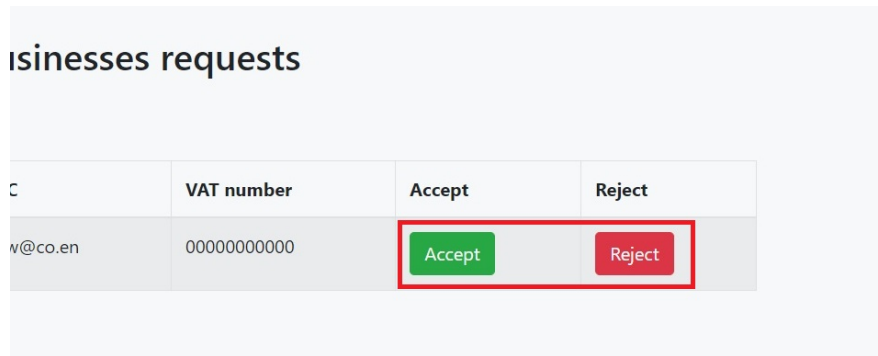 usinesses requests
C VAT number Accept Reject
w@co.en 00000000000 Accept Reject